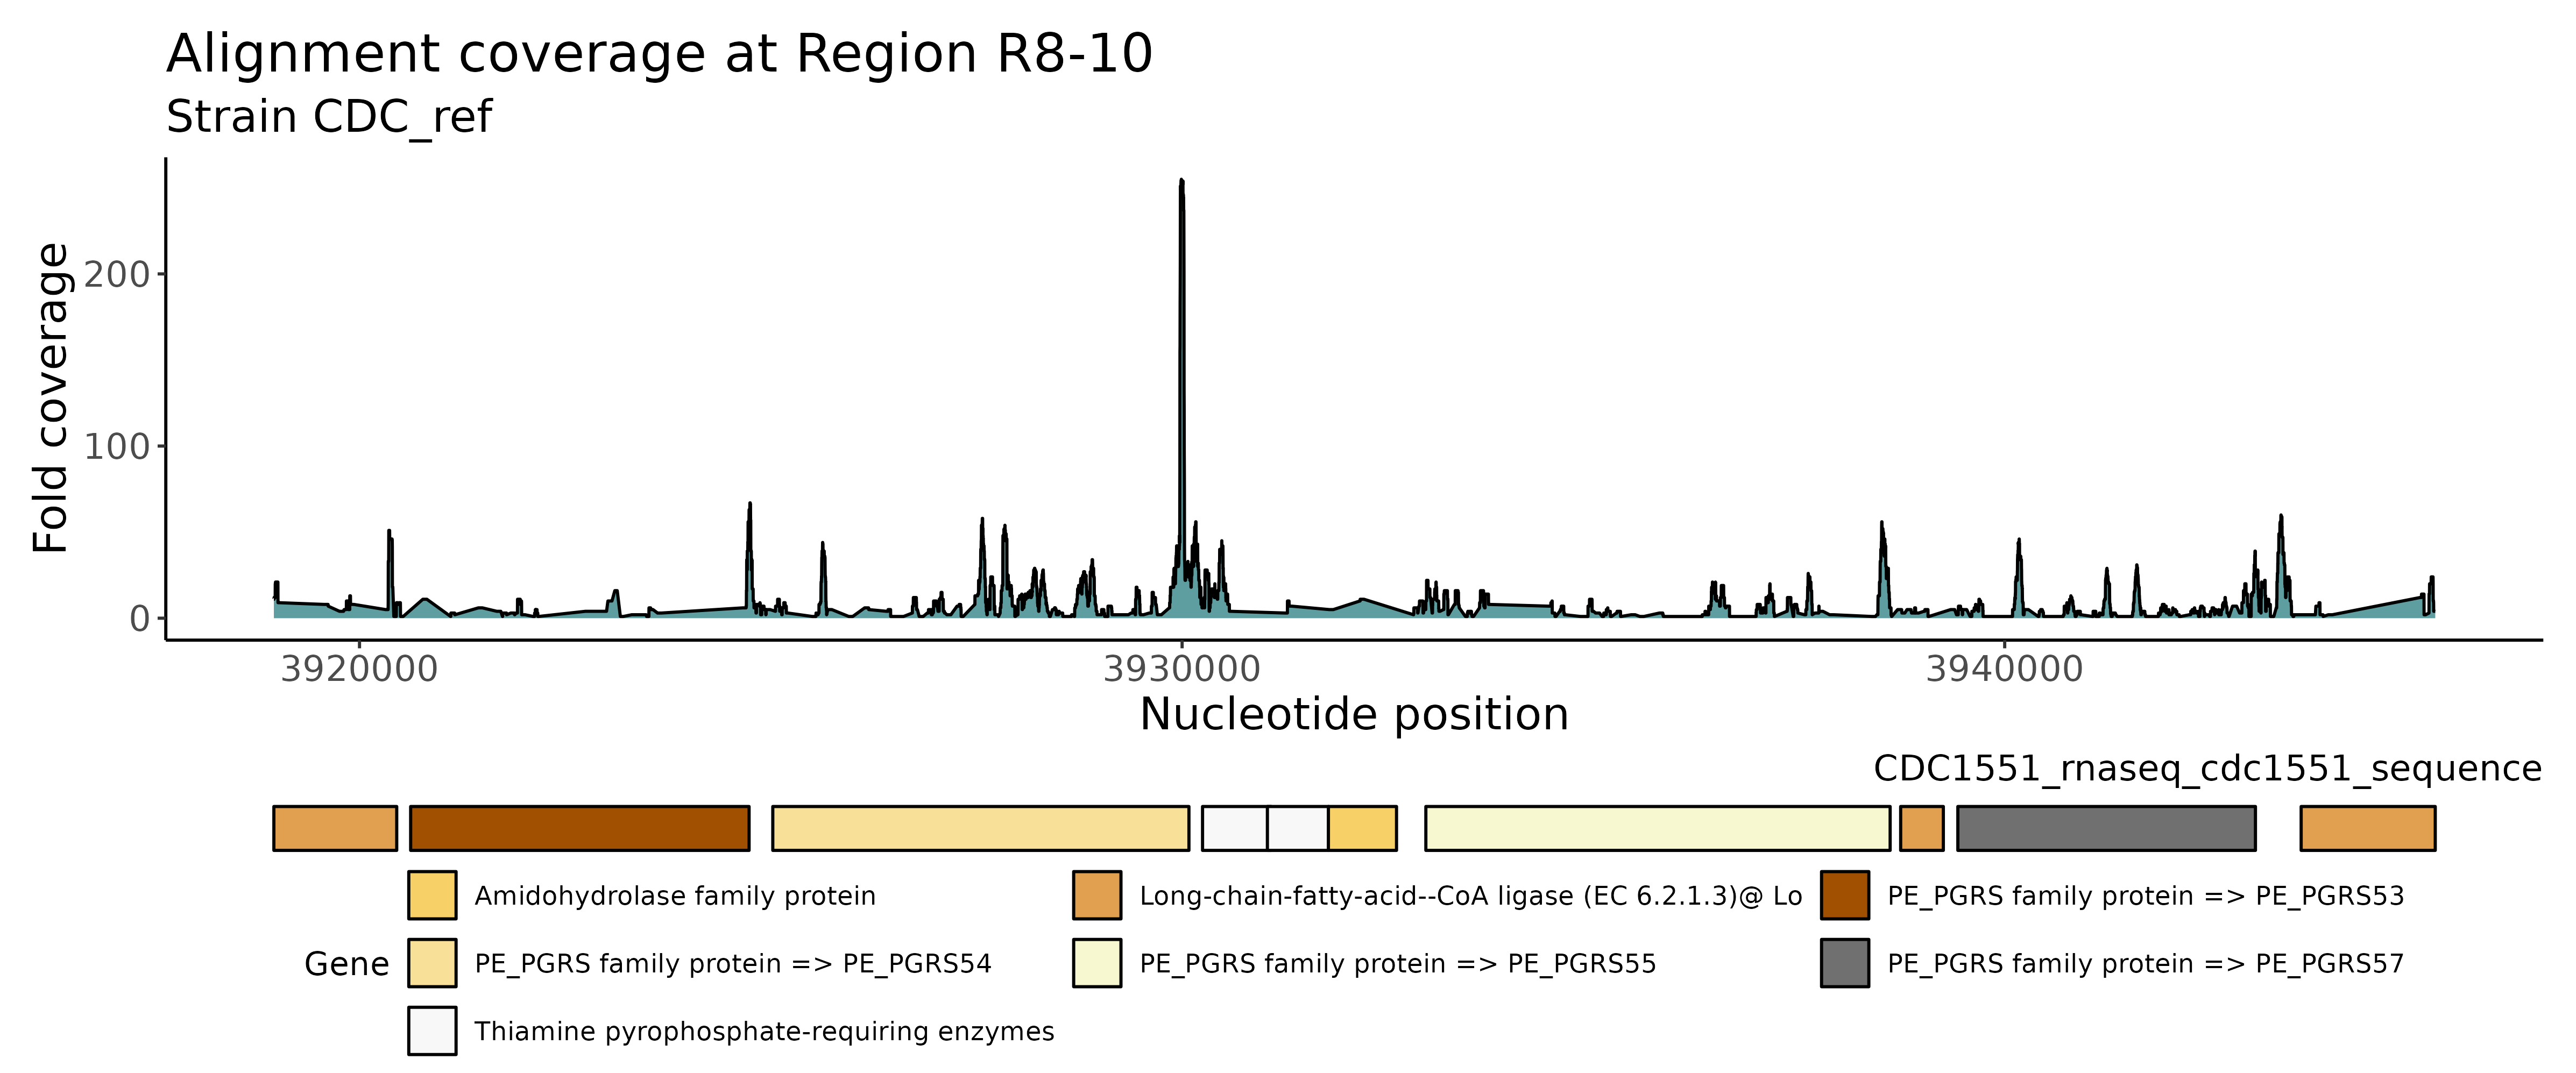 Alignment coverage at Region R8-10
Strain CDC_ref
Fold coverage
200
100
0
3920000 3930000 3940000
Nucleotide position
CDC1551_rnaseq_cdc1551_sequence
Gene
Amidohydrolase family protein
Long-chain-fatty-acid--CoA ligase (EC 6.2.1.3)@ Lo
PE_PGRS family protein => PE_PGRS53
PE_PGRS family protein => PE_PGRS54
PE_PGRS family protein => PE_PGRS55
PE_PGRS family protein => PE_PGRS57
Thiamine pyrophosphate-requiring enzymes